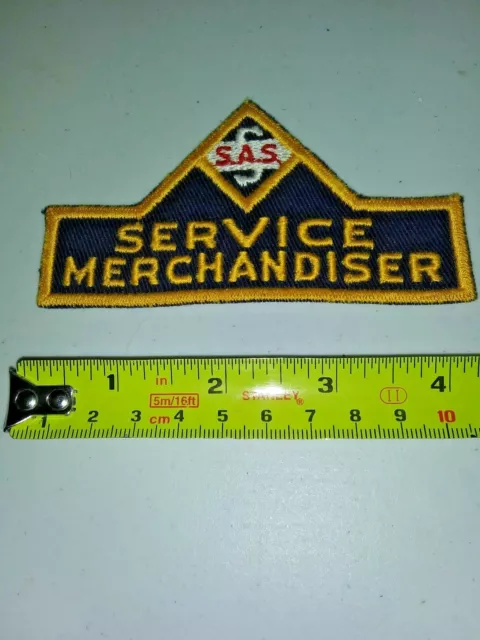 S.A.S.
SERVICE
MERCHANDISER
1 in 2 3 4
5m/16ft STANLEY® II
1 2 3 cm 4 5 6 7 8 9 10